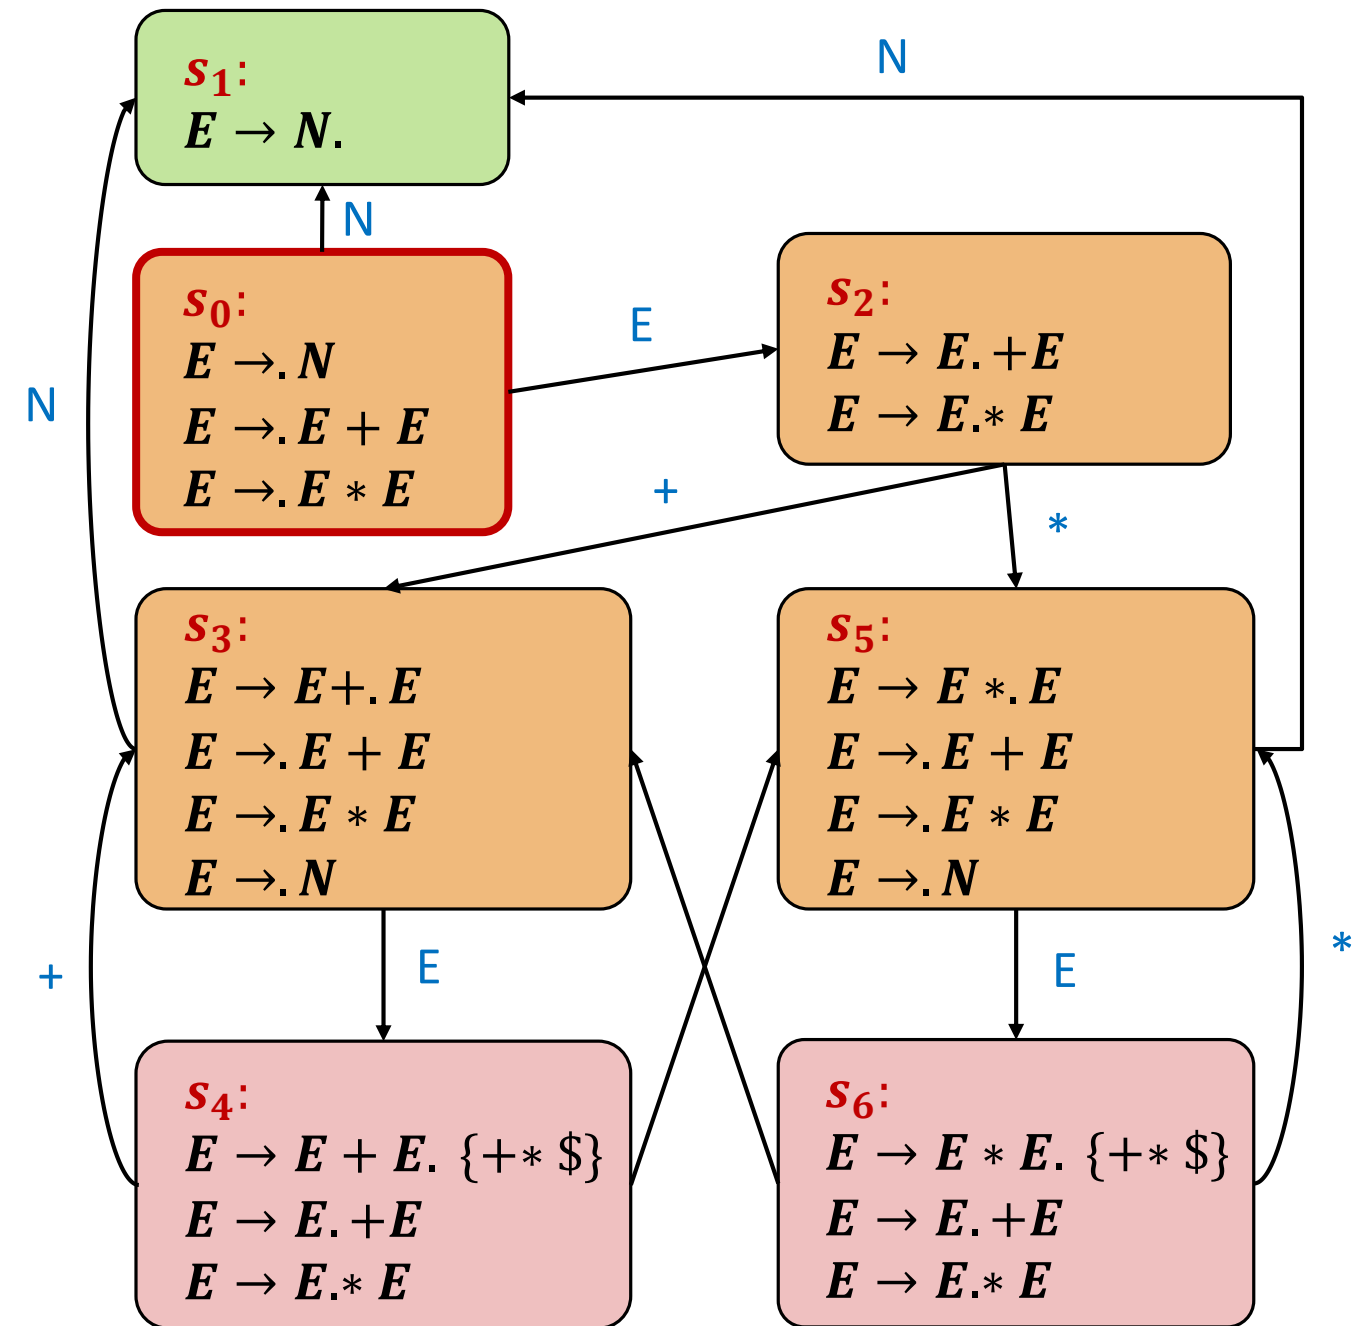 N
s₁:
E → N.
N
s₀:
E →. N
E →. E + E
E →. E * E
E
s₂:
E → E. +E
E → E.* E
N
+
*
s₃:
E → E+. E
E →. E + E
E →. E * E
E →. N
s₅:
E → E *. E
E →. E + E
E →. E * E
E →. N
+
E
E
*
s₄:
E → E + E. {+* $}
E → E. +E
E → E.* E
s₆:
E → E * E. {+* $}
E → E. +E
E → E.* E